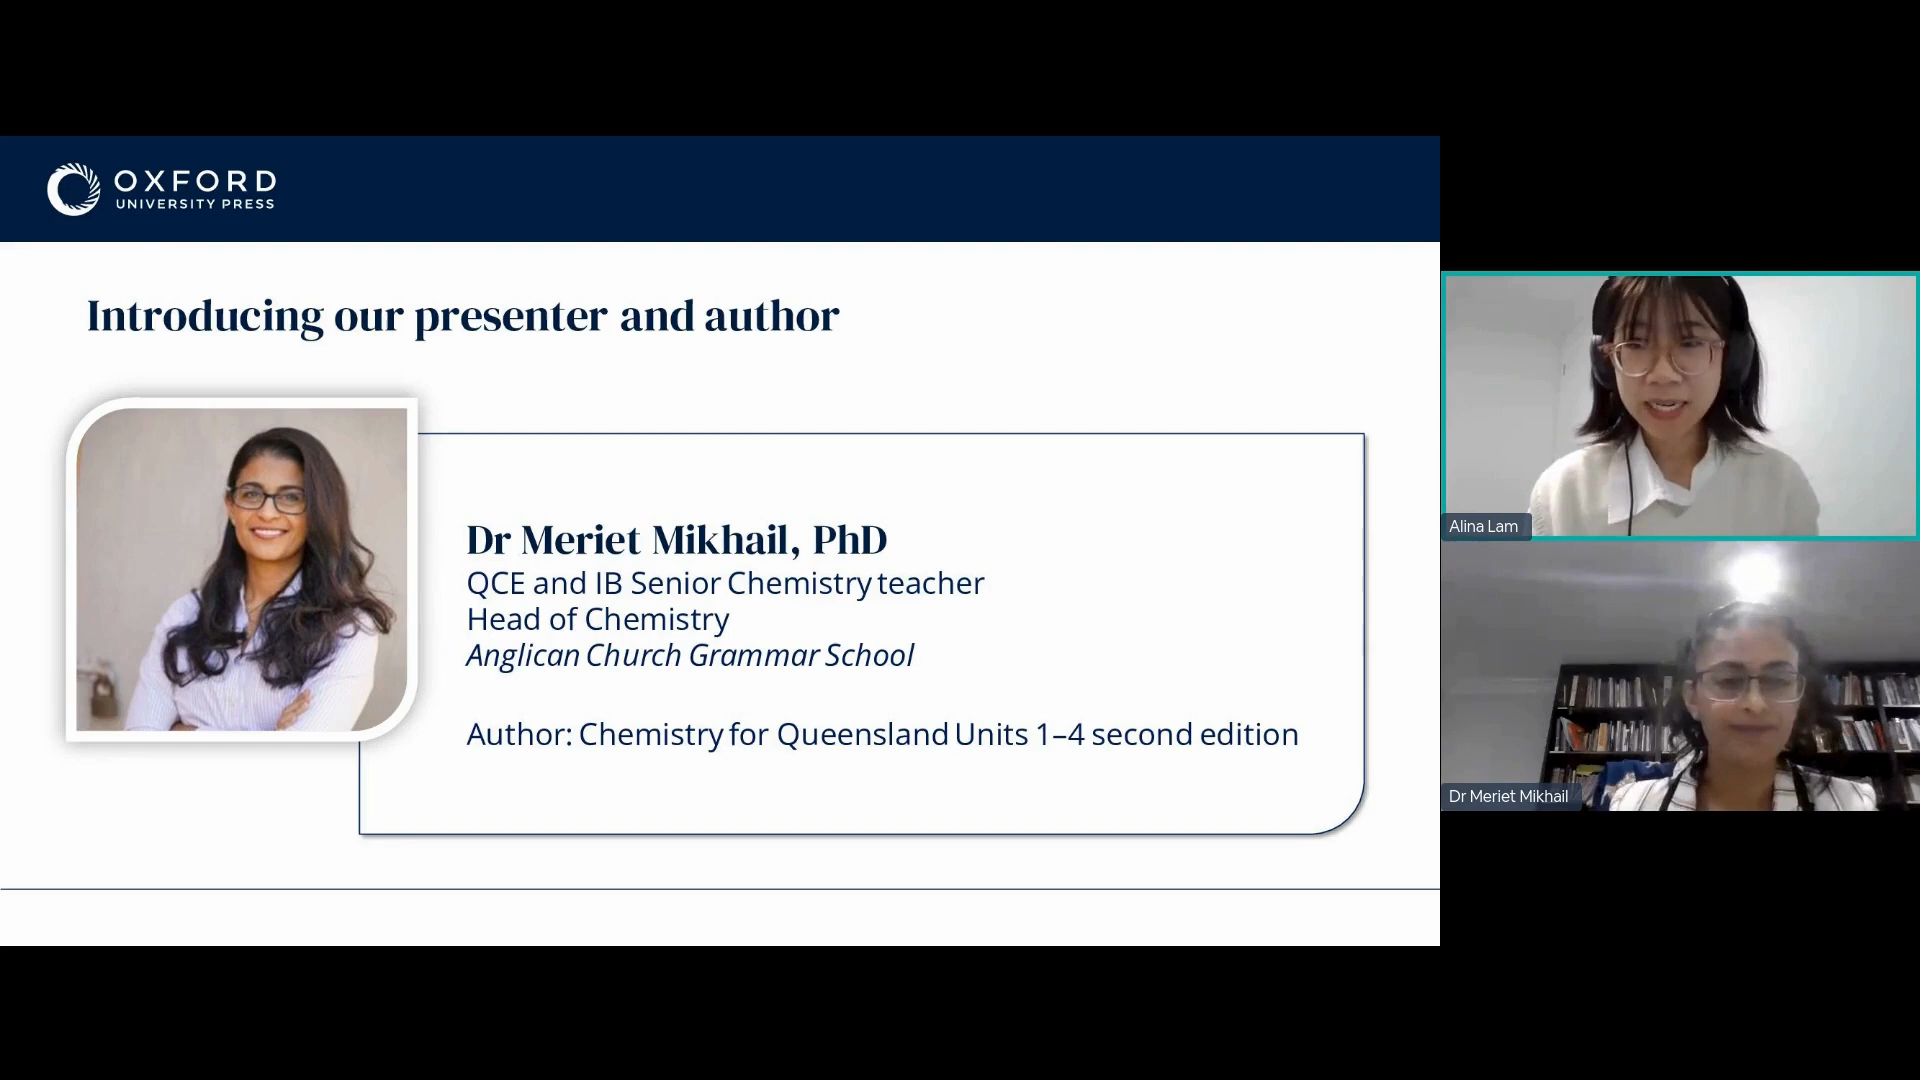 OXFORD
UNIVERSITY PRESS
Introducing our presenter and author
Dr Meriet Mikhail, PhD
QCE and IB Senior Chemistry teacher
Head of Chemistry
Anglican Church Grammar School
Author: Chemistry for Queensland Units 1–4 second edition
Alina Lam
Dr Meriet Mikhail